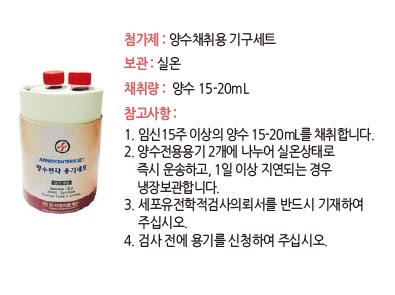 첨가제 : 양수채취용 기구세트
보관 : 실온
채취량 : 양수 15-20mL
참고사항 :
1. 임신15주 이상의 양수 15-20mL를 채취합니다.
2. 양수전용용기 2개에 나누어 실온상태로
즉시 운송하고, 1일 이상 지연되는 경우
냉장보관합니다.
3. 세포유전학적검사의뢰서를 반드시 기재하여
주십시오.
4. 검사 전에 용기를 신청하여 주십시오.
AMNIOCENTESIS SET
양수천자 용기세트